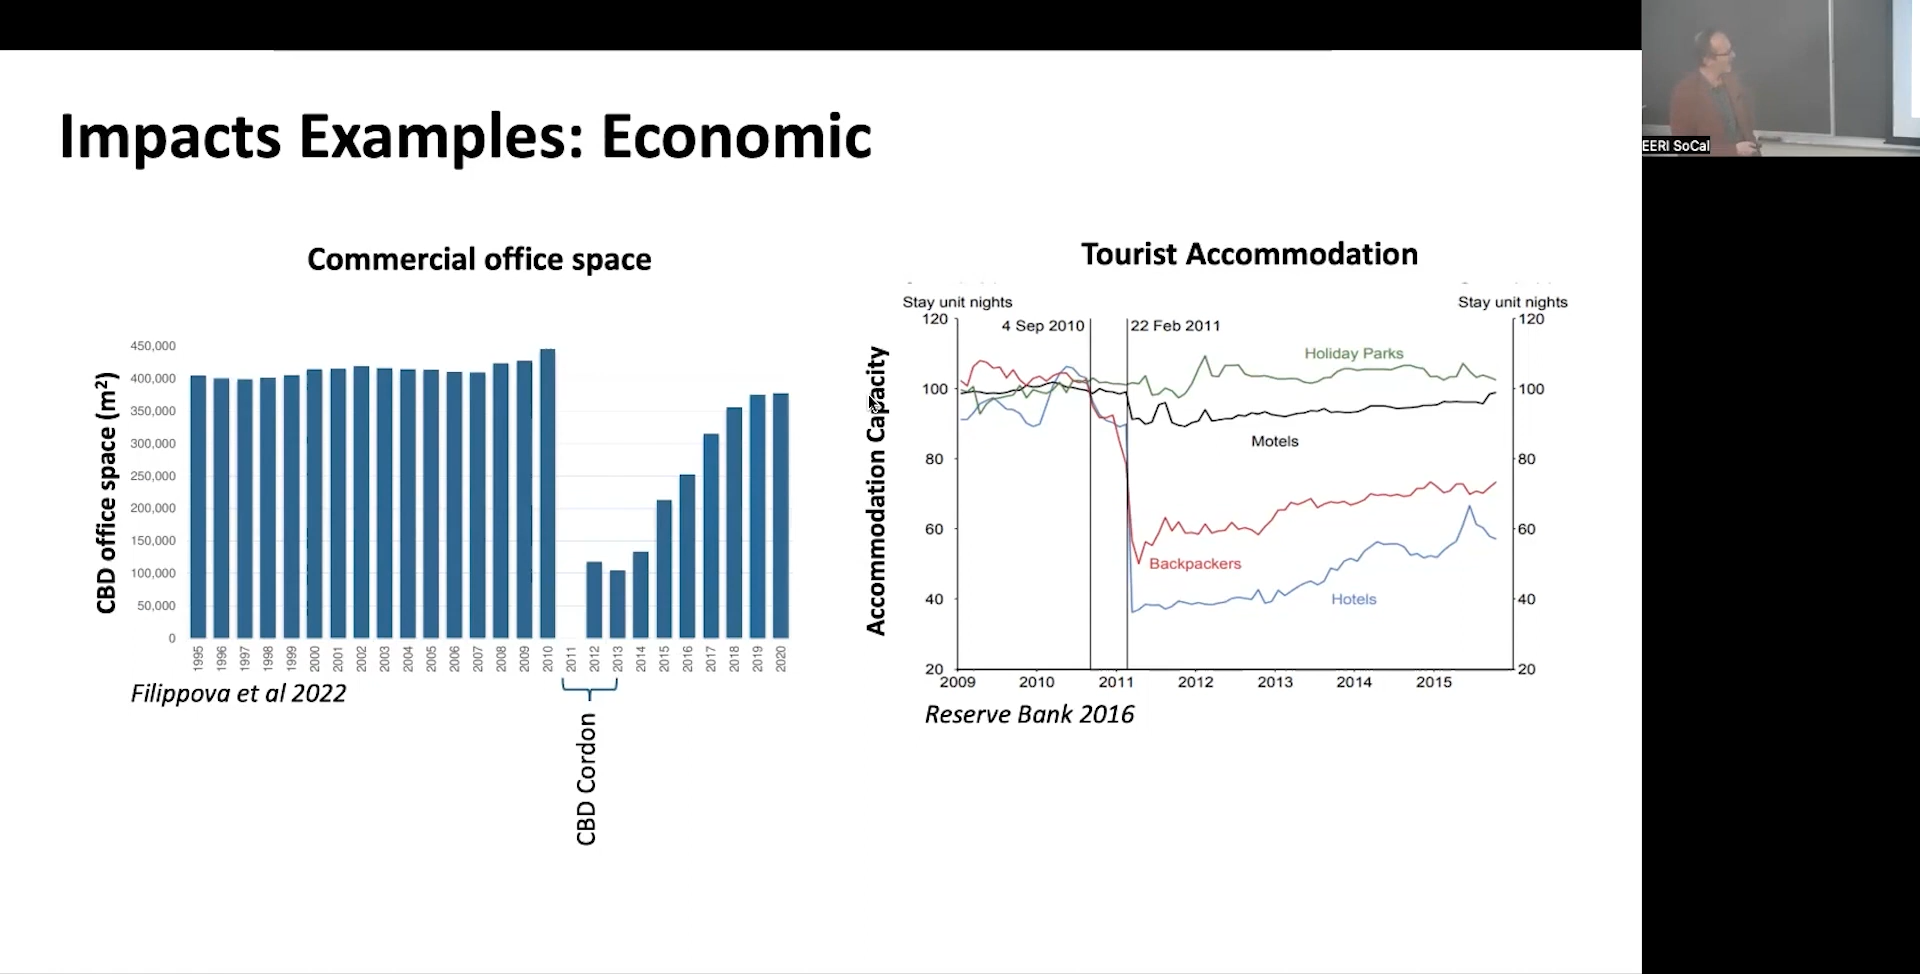 Impacts Examples: Economic
EERI SoCal
Commercial office space
CBD office space (m²)
450,000
400,000
350,000
300,000
250,000
200,000
150,000
100,000
50,000
0
1995 1996 1997 1998 1999 2000 2001 2002 2003 2004 2005 2006 2007 2008 2009 2010 2011 2012 2013 2014 2015 2016 2017 2018 2019 2020
Filippova et al 2022
CBD Cordon
Tourist Accommodation
Accommodation Capacity
Stay unit nights Stay unit nights
120 4 Sep 2010 22 Feb 2011 120
Holiday Parks
100 100
Motels
80 80
60 60
Backpackers
40 Hotels 40
20 20
2009 2010 2011 2012 2013 2014 2015
Reserve Bank 2016